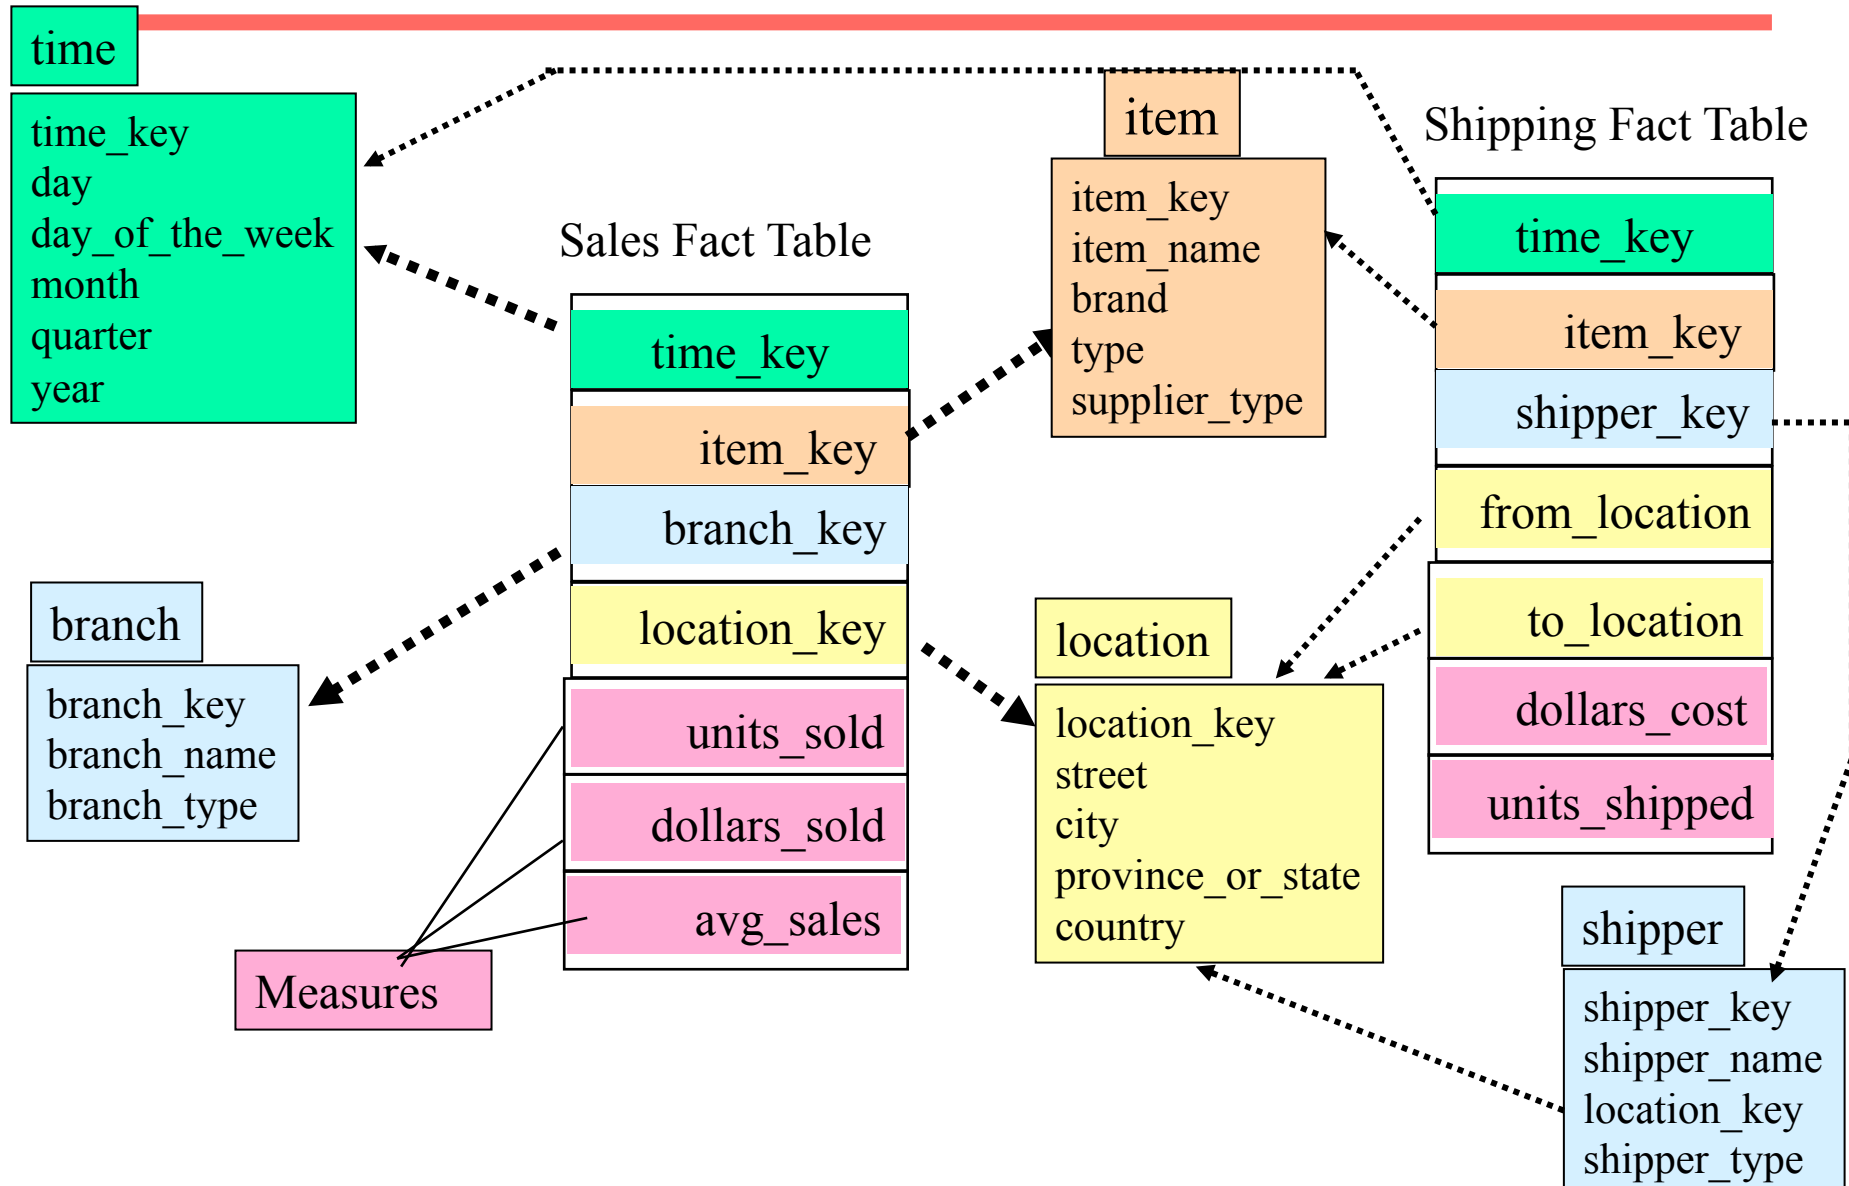 time
time_key
day
day_of_the_week
month
quarter
year
Sales Fact Table
time_key
item_key
branch_key
location_key
units_sold
dollars_sold
avg_sales
Measures
branch
branch_key
branch_name
branch_type
item
item_key
item_name
brand
type
supplier_type
location
location_key
street
city
province_or_state
country
Shipping Fact Table
time_key
item_key
shipper_key
from_location
to_location
dollars_cost
units_shipped
shipper
shipper_key
shipper_name
location_key
shipper_type